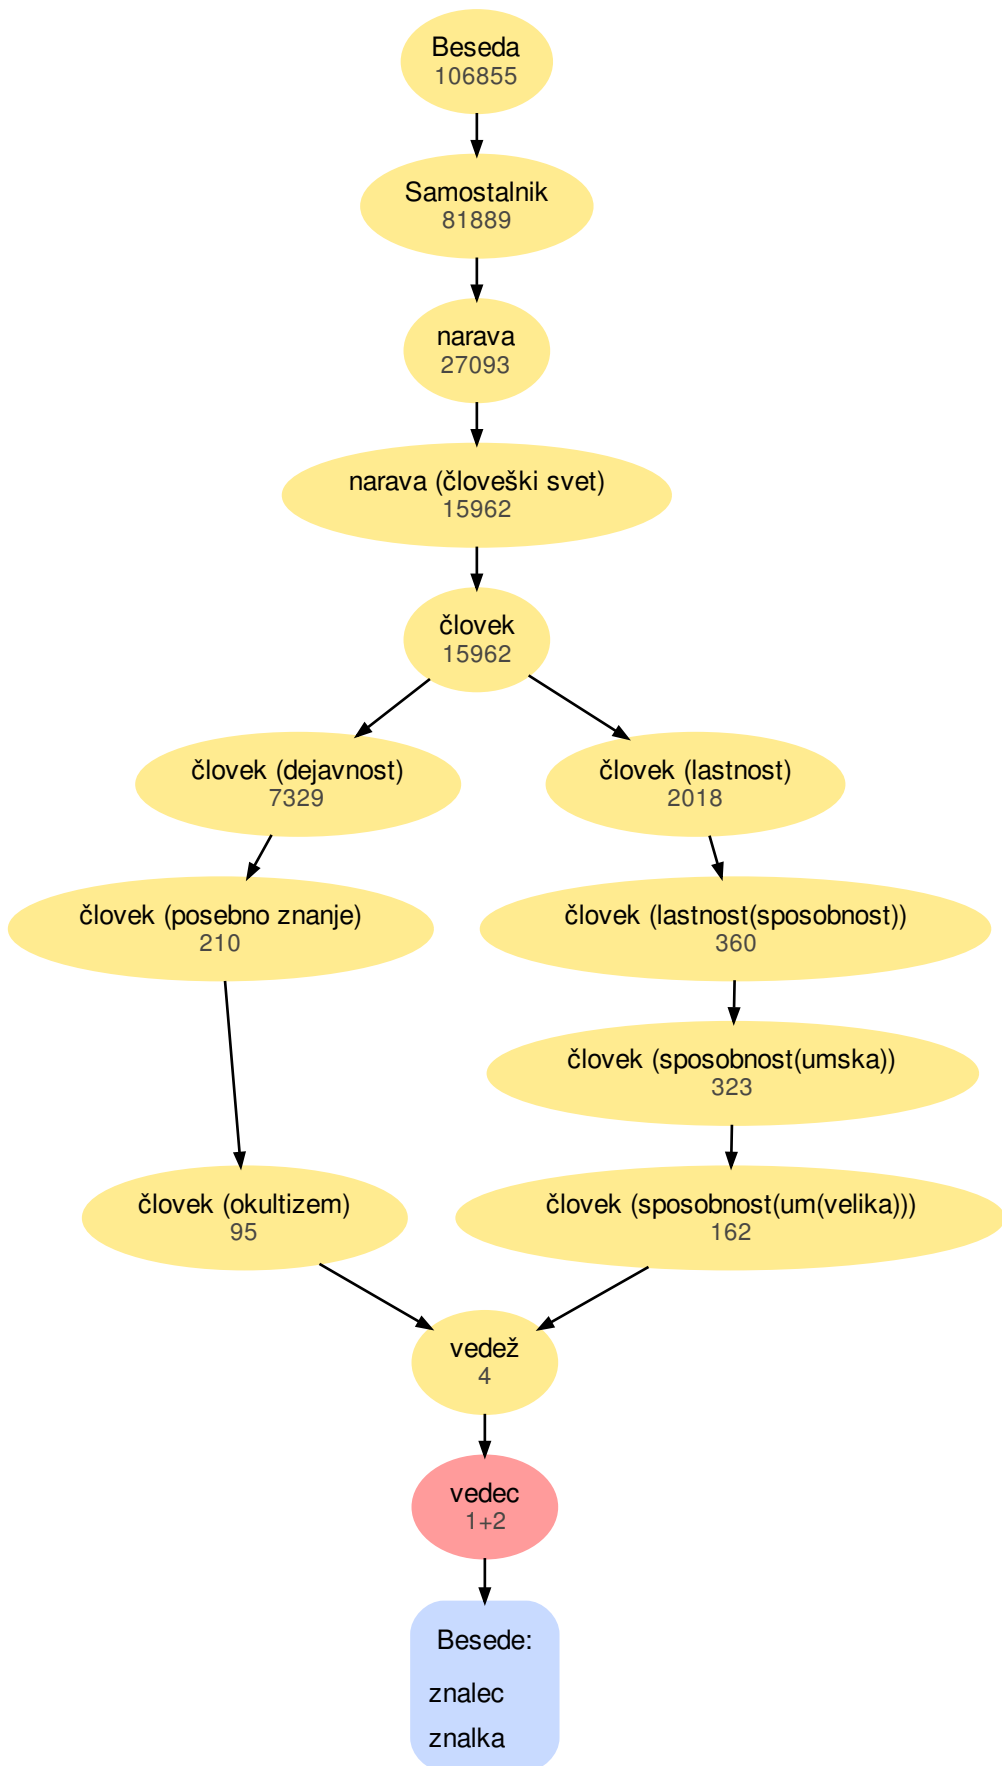 Beseda
106855
Samostalnik
81889
narava
27093
narava (človeški svet)
15962
človek
15962
človek (dejavnost)
7329
človek (lastnost)
2018
človek (posebno znanje)
210
človek (lastnost(sposobnost))
360
človek (sposobnost(umska))
323
človek (okultizem)
95
človek (sposobnost(um(velika)))
162
vedež
4
vedec
1+2
Besede:
znalec
znalka